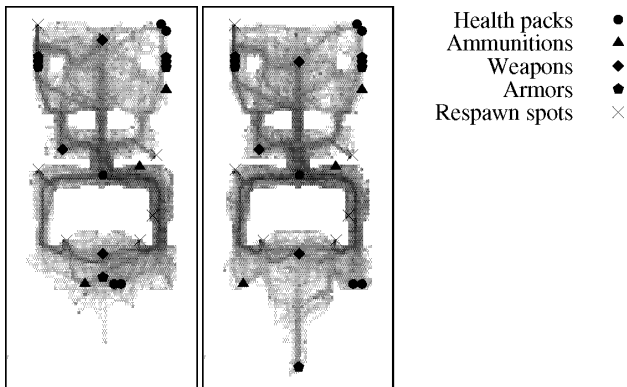 Health packs
Ammunitions
Weapons
Armors
Respawn spots